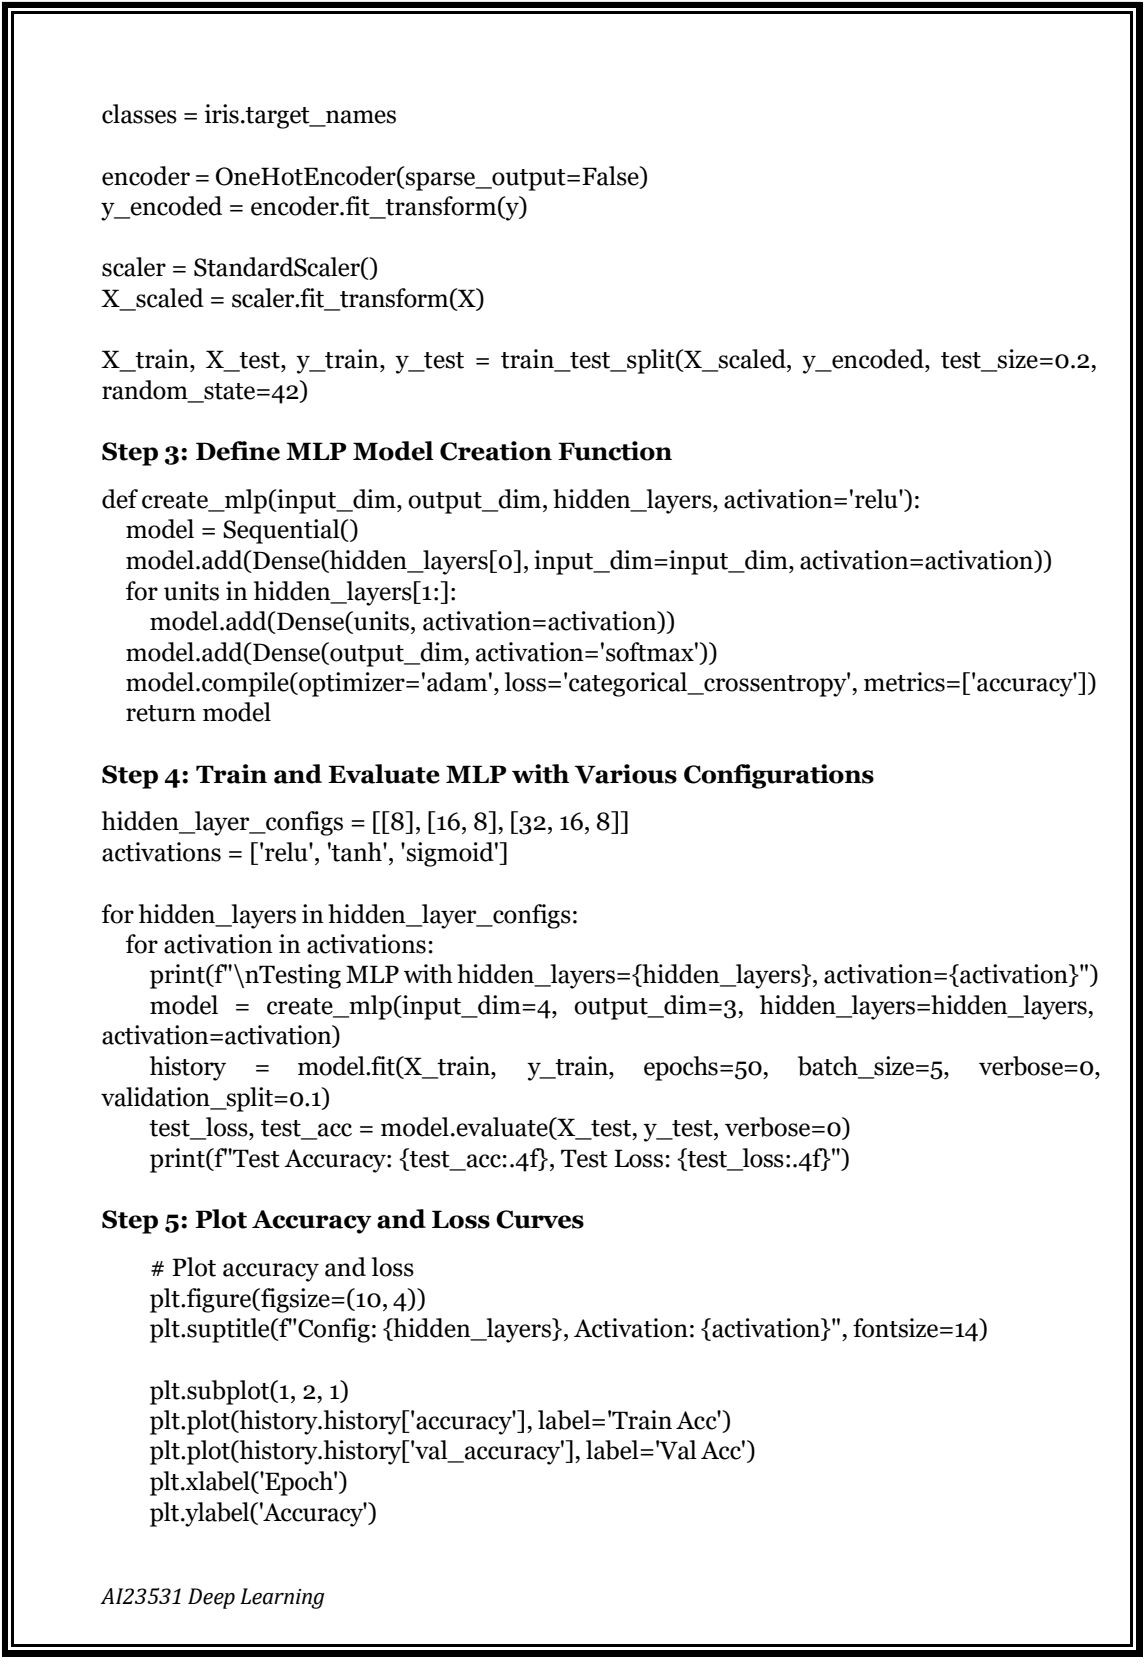 classes = iris.target_names
encoder = OneHotEncoder(sparse_output=False)
y_encoded = encoder.fit_transform(y)
scaler = StandardScaler()
X_scaled = scaler.fit_transform(X)
X_train, X_test, y_train, y_test = train_test_split(X_scaled, y_encoded, test_size=0.2,
random_state=42)
Step 3: Define MLP Model Creation Function
def create_mlp(input_dim, output_dim, hidden_layers, activation='relu'):
model = Sequential()
model.add(Dense(hidden_layers[0], input_dim=input_dim, activation=activation))
for units in hidden_layers[1:]:
model.add(Dense(units, activation=activation))
model.add(Dense(output_dim, activation='softmax'))
model.compile(optimizer='adam', loss='categorical_crossentropy', metrics=['accuracy'])
return model
Step 4: Train and Evaluate MLP with Various Configurations
hidden_layer_configs = [[8], [16, 8], [32, 16, 8]]
activations = ['relu', 'tanh', 'sigmoid']
for hidden_layers in hidden_layer_configs:
for activation in activations:
print(f"\nTesting MLP with hidden_layers={hidden_layers}, activation={activation}")
model = create_mlp(input_dim=4, output_dim=3, hidden_layers=hidden_layers,
activation=activation)
history = model.fit(X_train, y_train, epochs=50, batch_size=5, verbose=0,
validation_split=0.1)
test_loss, test_acc = model.evaluate(X_test, y_test, verbose=0)
print(f"Test Accuracy: {test_acc:.4f}, Test Loss: {test_loss:.4f}")
Step 5: Plot Accuracy and Loss Curves
# Plot accuracy and loss
plt.figure(figsize=(10, 4))
plt.suptitle(f"Config: {hidden_layers}, Activation: {activation}", fontsize=14)
plt.subplot(1, 2, 1)
plt.plot(history.history['accuracy'], label='Train Acc')
plt.plot(history.history['val_accuracy'], label='Val Acc')
plt.xlabel('Epoch')
plt.ylabel('Accuracy')
AI23531 Deep Learning